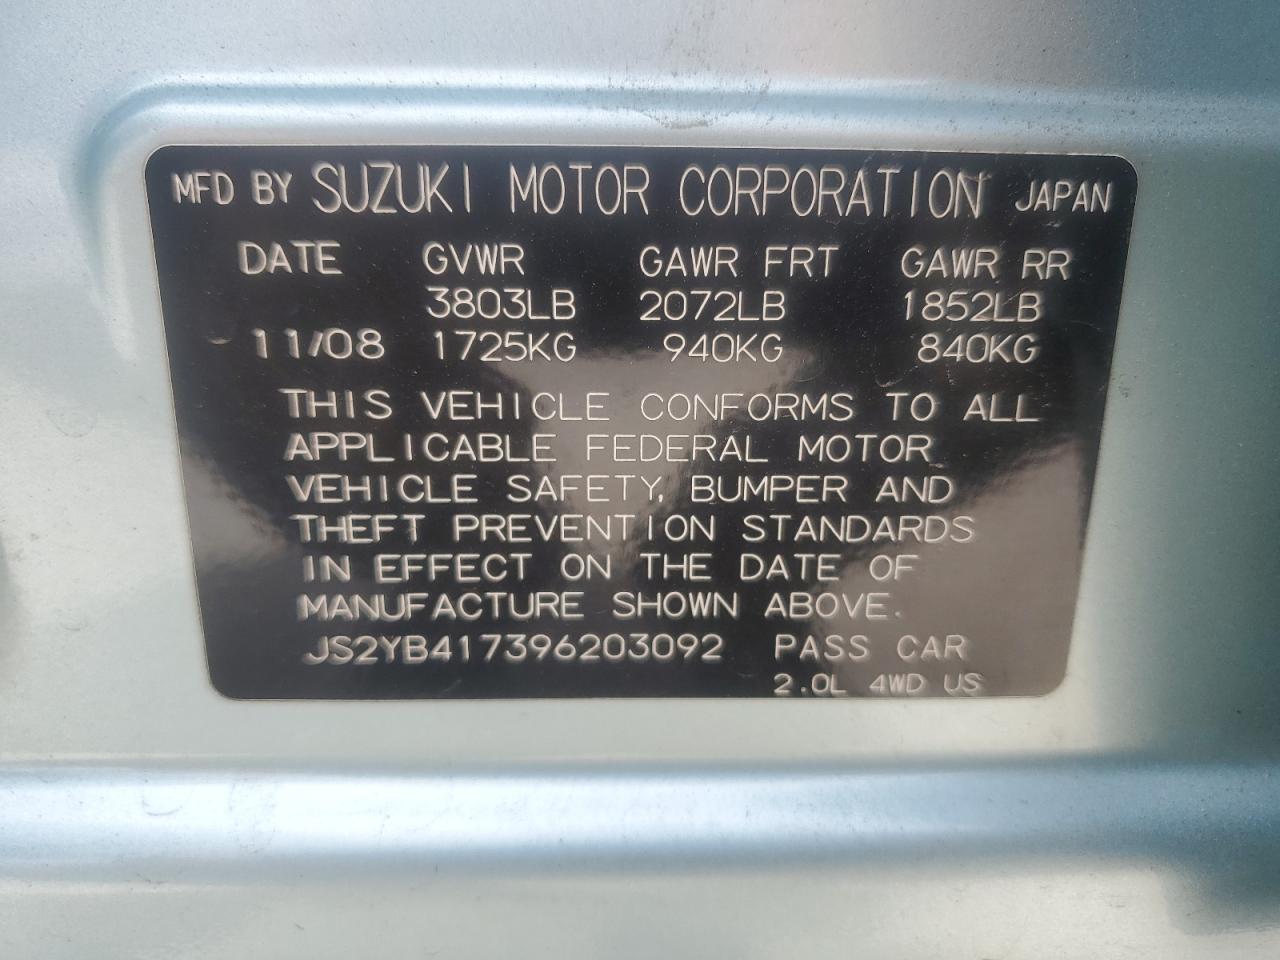 MFD BY SUZUKI MOTOR CORPORATION JAPAN
DATE GVWR GAWR FRT GAWR RR
3803LB 2072LB 1852LB
11/08 1725KG 940KG 840KG
THIS VEHICLE CONFORMS TO ALL
APPLICABLE FEDERAL MOTOR
VEHICLE SAFETY, BUMPER AND
THEFT PREVENTION STANDARDS
IN EFFECT ON THE DATE OF
MANUFACTURE SHOWN ABOVE.
JS2YB417396203092 PASS CAR
2.0L 4WD US